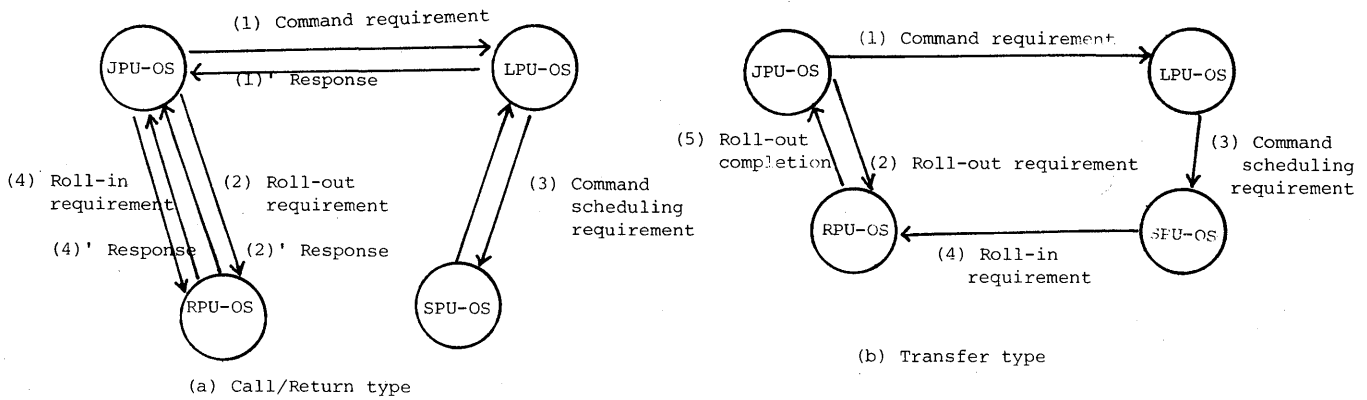 (1) Command requirement
JPU-OS
LPU-OS
(1)' Response
(4) Roll-in
requirement
(2) Roll-out
requirement
(3) Command
scheduling
requirement
(4)' Response
(2)' Response
RPU-OS
SPU-OS
(a) Call/Return type
(1) Command requirement
JPU-OS
LPU-OS
(5) Roll-out
completion
(2) Roll-out requirement
(3) Command
scheduling
requirement
RPU-OS
SPU-OS
(4) Roll-in
requirement
(b) Transfer type